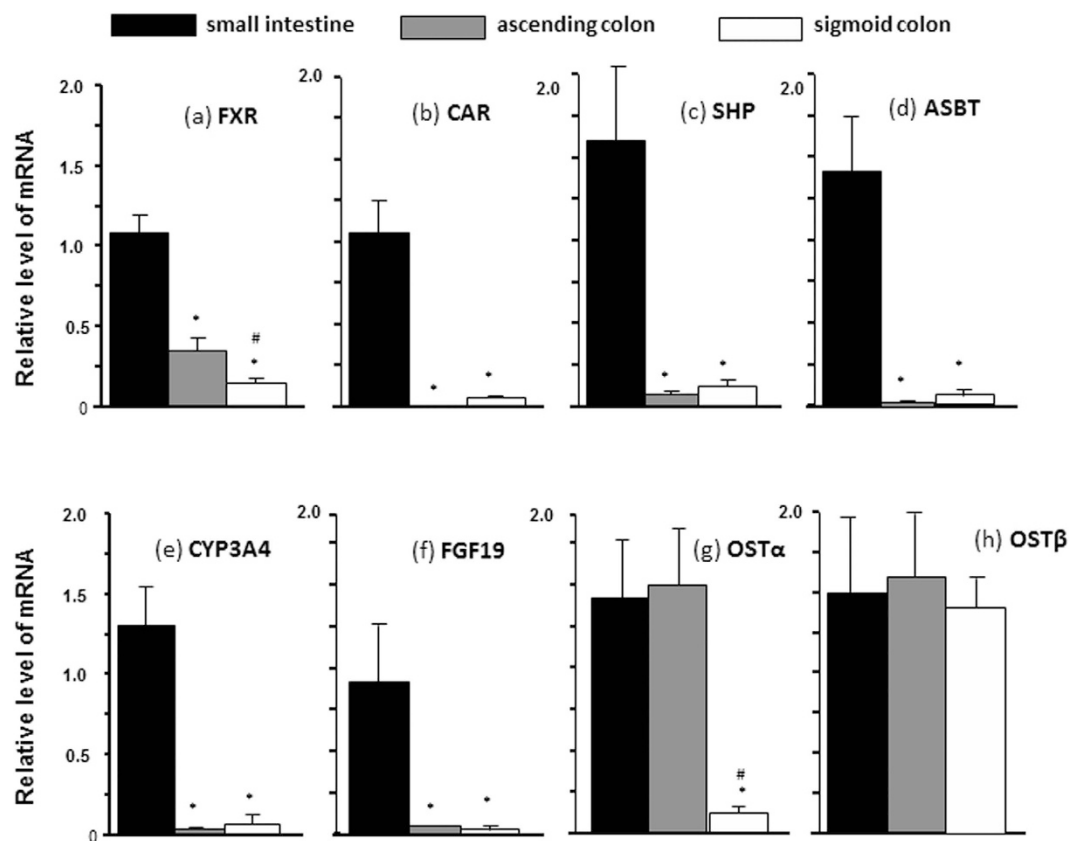 small intestine ascending colon sigmoid colon
Relative level of mRNA
2.0
1.5
1.0
0.5
0
(a) FXR
*
#
*
2.0
(b) CAR
*
*
2.0
(c) SHP
*
*
2.0
(d) ASBT
*
*
Relative level of mRNA
2.0
1.5
1.0
0.5
0
(e) CYP3A4
*
*
2.0
(f) FGF19
*
*
2.0
(g) OSTα
#
*
2.0
(h) OSTβ